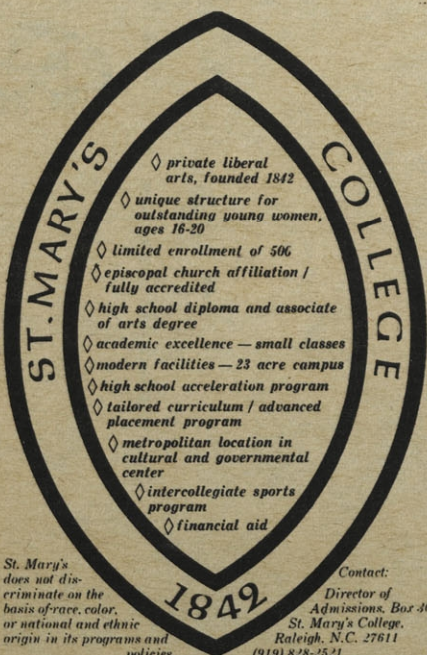 ST. MARY'S
COLLEGE
◊ private liberal
arts, founded 1842
◊ unique structure for
outstanding young women,
ages 16-20
◊ limited enrollment of 500
◊ episcopal church affiliation /
fully accredited
◊ high school diploma and associate
of arts degree
◊ academic excellence — small classes
◊ modern facilities — 23 acre campus
◊ high school acceleration program
◊ tailored curriculum / advanced
placement program
◊ metropolitan location in
cultural and governmental
center
◊ intercollegiate sports
program
◊ financial aid
1842
St. Mary's
does not dis-
criminate on the
basis of race, color,
or national and ethnic
origin in its programs and
policies
Contact:
Director of
Admissions, Box
St. Mary's College,
Raleigh, N.C. 27611
(919) 828-2521